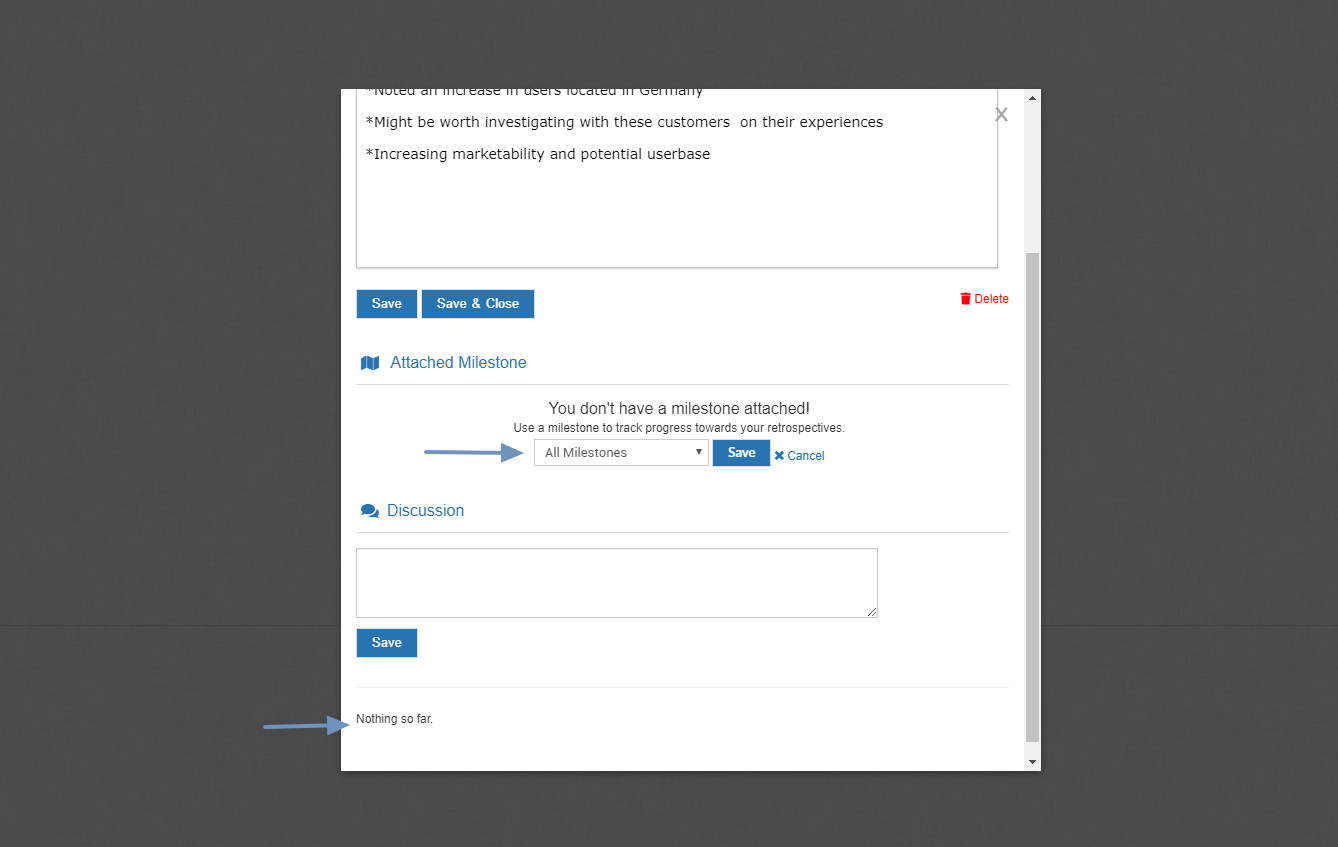 *Noted an increase in users located in Germany
*Might be worth investigating with these customers  on their experiences
*Increasing marketability and potential userbase
Save Save & Close Delete
Attached Milestone
You don't have a milestone attached!
Use a milestone to track progress towards your retrospectives.
All Milestones Save Cancel
Discussion
Save
Nothing so far.